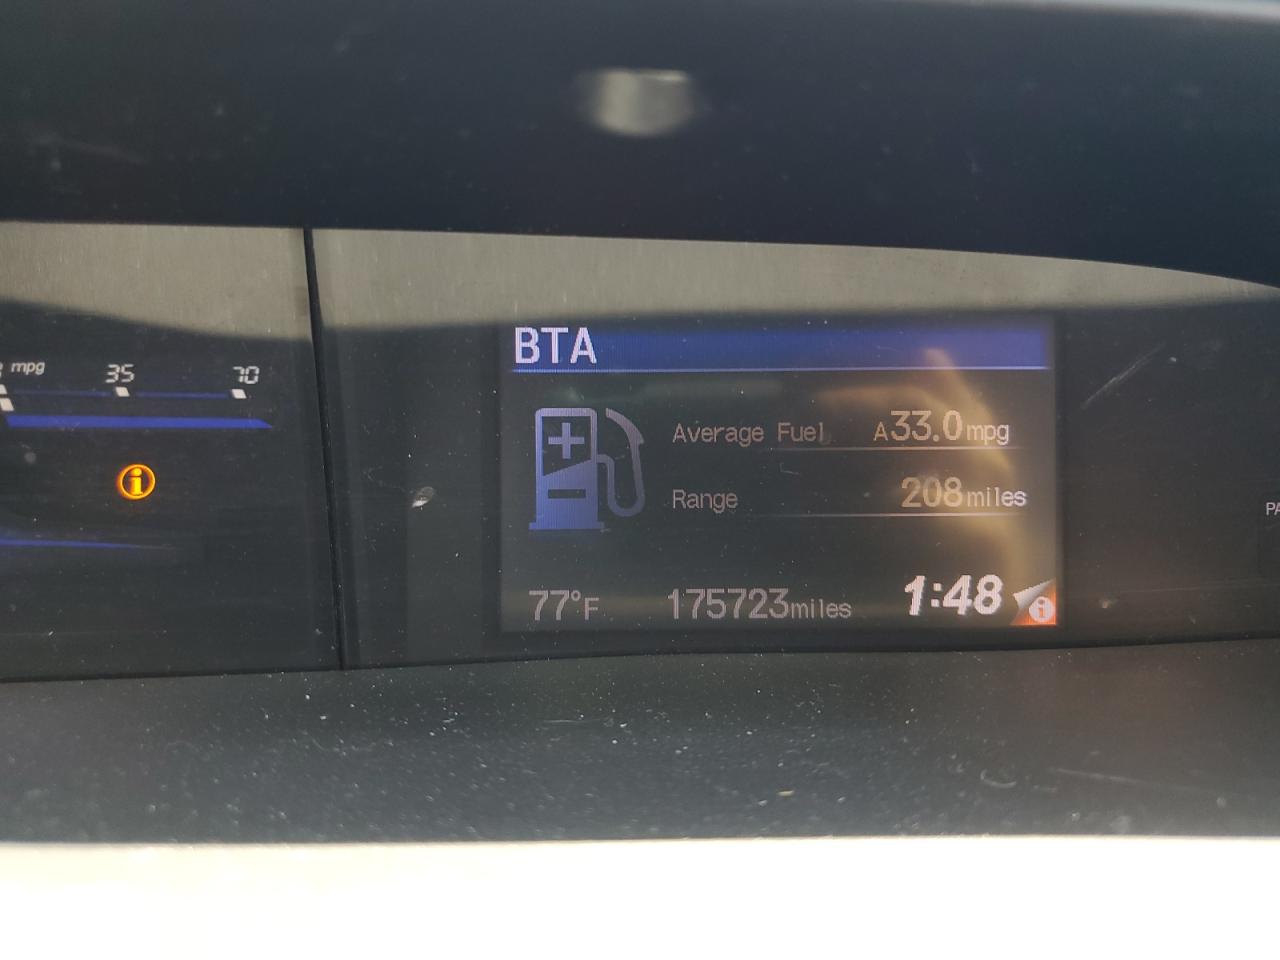 mpg 35 70
BTA
Average Fuel A33.0mpg
Range 208miles
77°F 175723miles 1:48
i
i